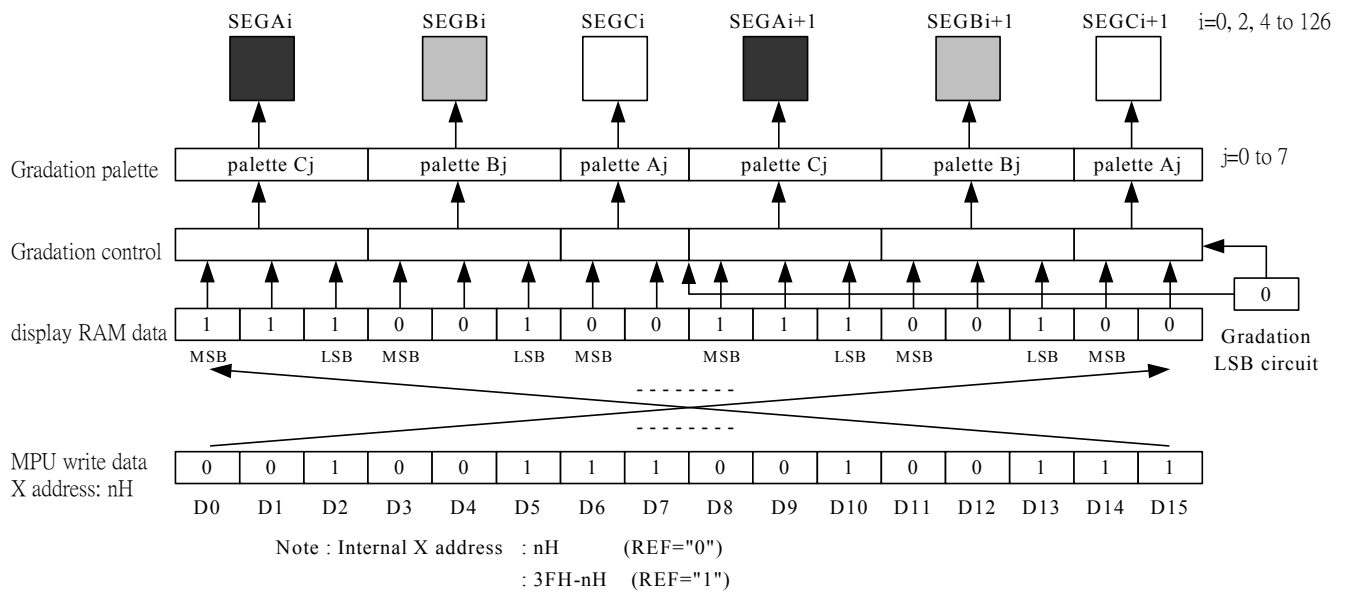 SEGAi SEGBi SEGCi SEGAi+1 SEGBi+1 SEGCi+1 i=0, 2, 4 to 126
Gradation palette palette Cj palette Bj palette Aj palette Cj palette Bj palette Aj j=0 to 7
Gradation control
0
display RAM data 1 1 1 0 0 1 0 0 1 1 1 0 0 1 0 0
Gradation
LSB circuit
MSB LSB MSB LSB MSB MSB LSB MSB LSB MSB
MPU write data
X address: nH
0 0 1 0 0 1 1 1 0 0 1 0 0 1 1 1
D0 D1 D2 D3 D4 D5 D6 D7 D8 D9 D10 D11 D12 D13 D14 D15
Note : Internal X address : nH (REF="0")
: 3FH-nH (REF="1")